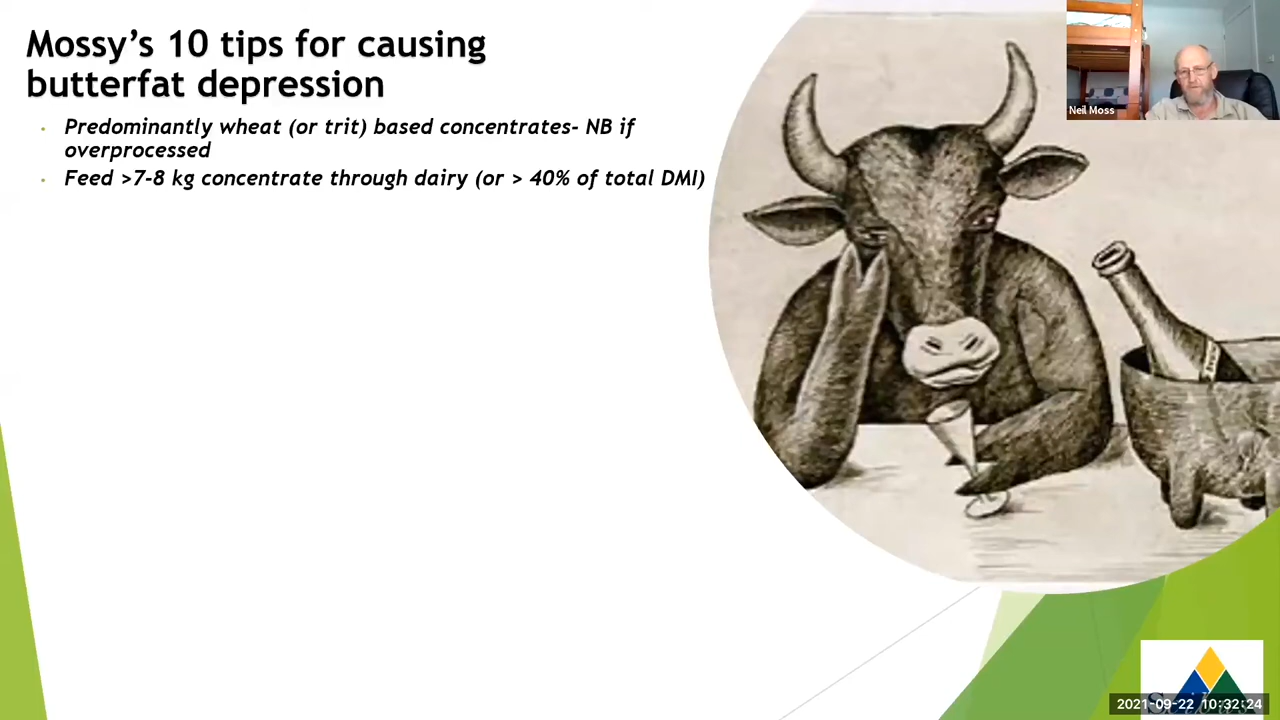 Mossy's 10 tips for causing
butterfat depression
Predominantly wheat (or trit) based concentrates- NB if
overprocessed
Feed >7-8 kg concentrate through dairy (or > 40% of total DMI)
Neil Moss
2021-09-22 10:32:24